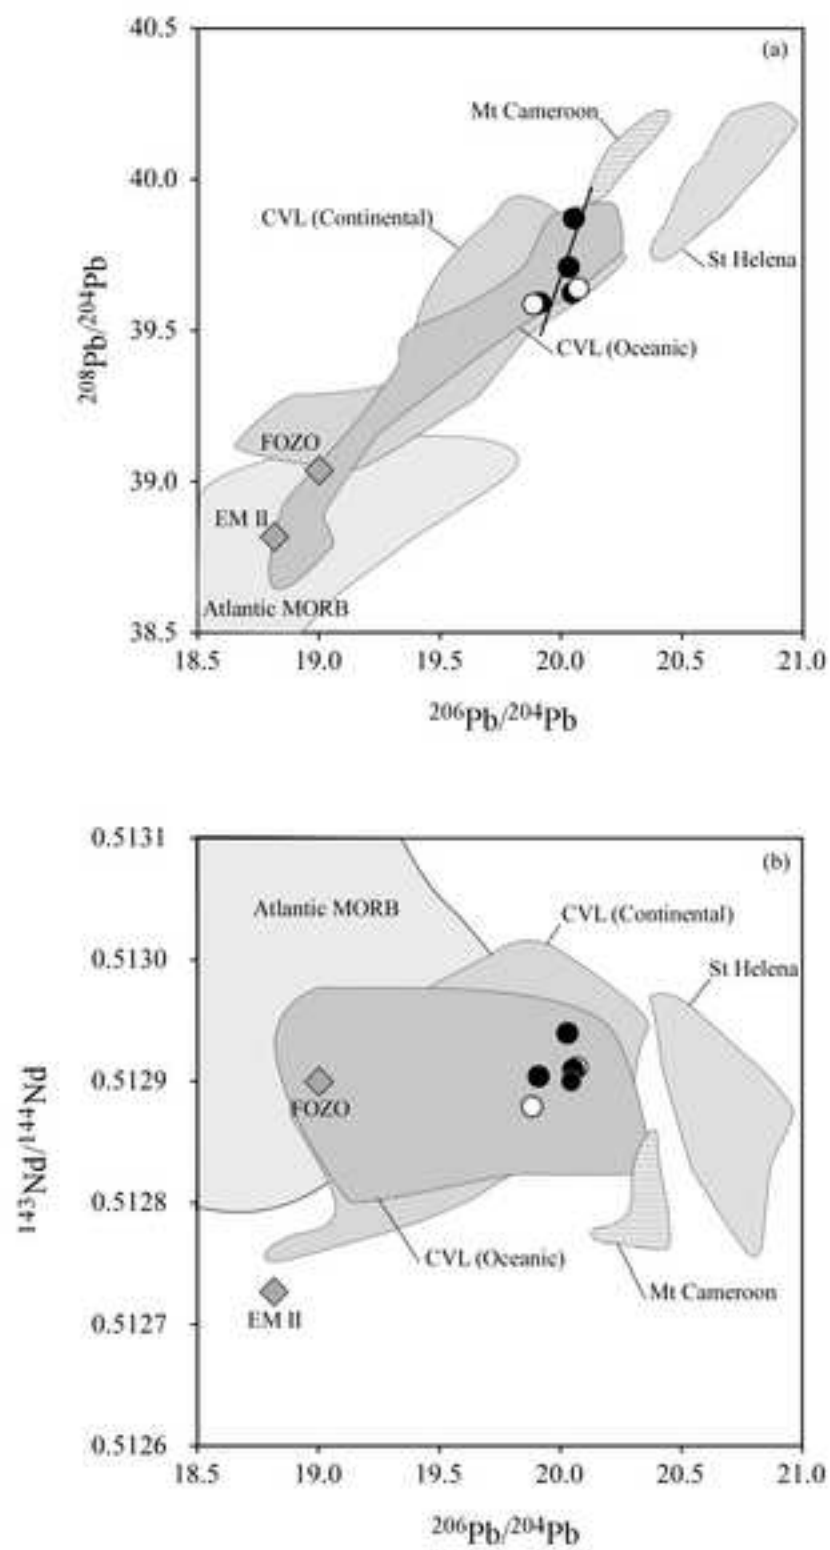 40.5
(a)
Mt Cameroon
40.0
CVL (Continental)
St Helena
208Pb/204Pb
39.5
CVL (Oceanic)
FOZO
39.0
EM II
Atlantic MORB
38.5
18.5 19.0 19.5 20.0 20.5 21.0
206Pb/204Pb
0.5131
(b)
Atlantic MORB
CVL (Continental)
0.5130
St Helena
143Nd/144Nd
0.5129
FOZO
0.5128
CVL (Oceanic)
Mt Cameroon
EM II
0.5127
0.5126
18.5 19.0 19.5 20.0 20.5 21.0
206Pb/204Pb